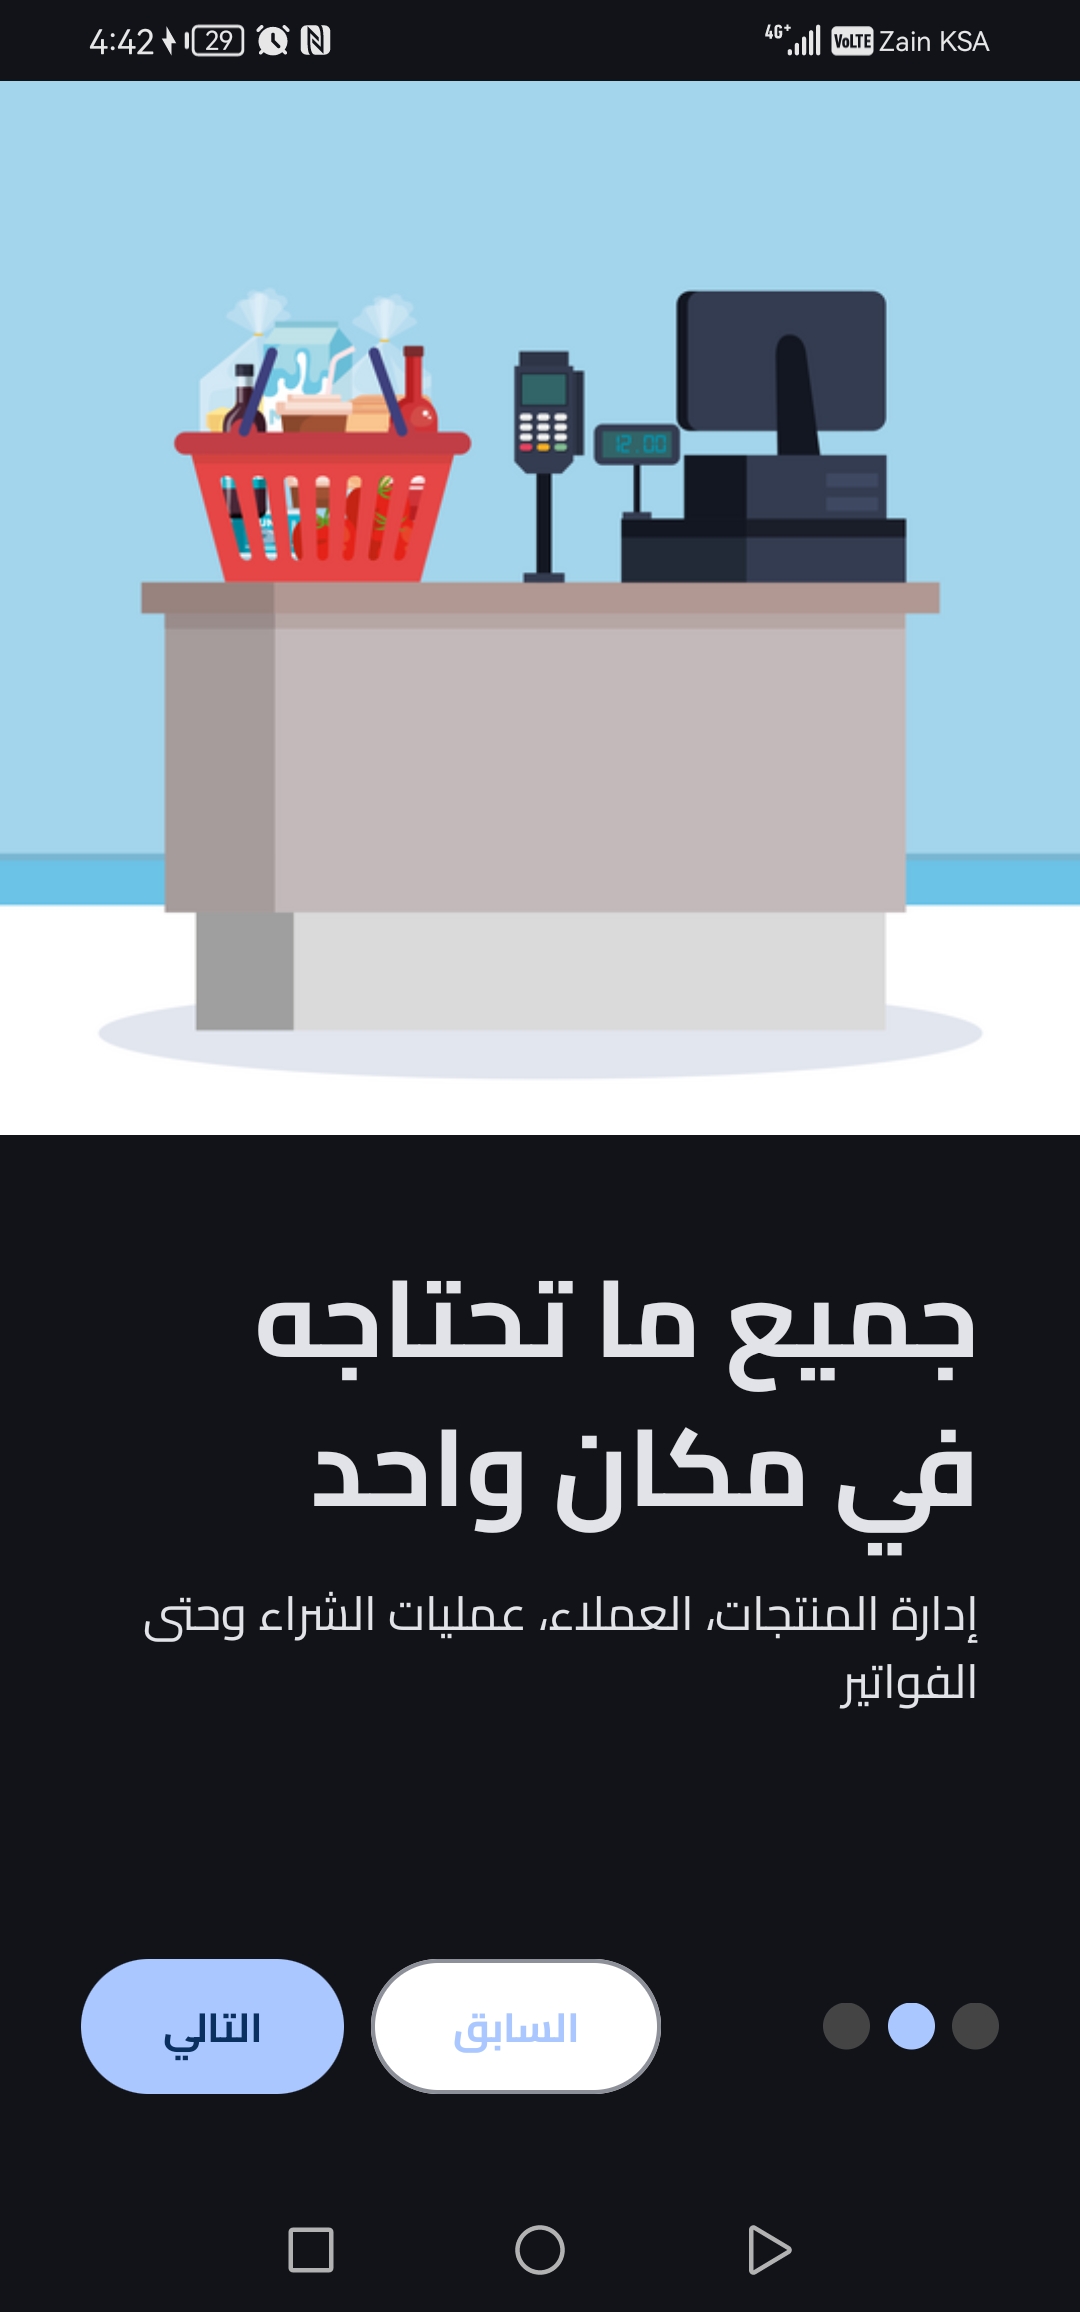 4:42 29 4G+ VoLTE Zain KSA
12.00
جميع ما تحتاجه
في مكان واحد
إدارة المنتجات، العملاء، عمليات الشراء وحتى
الفواتير
السابق
التالي